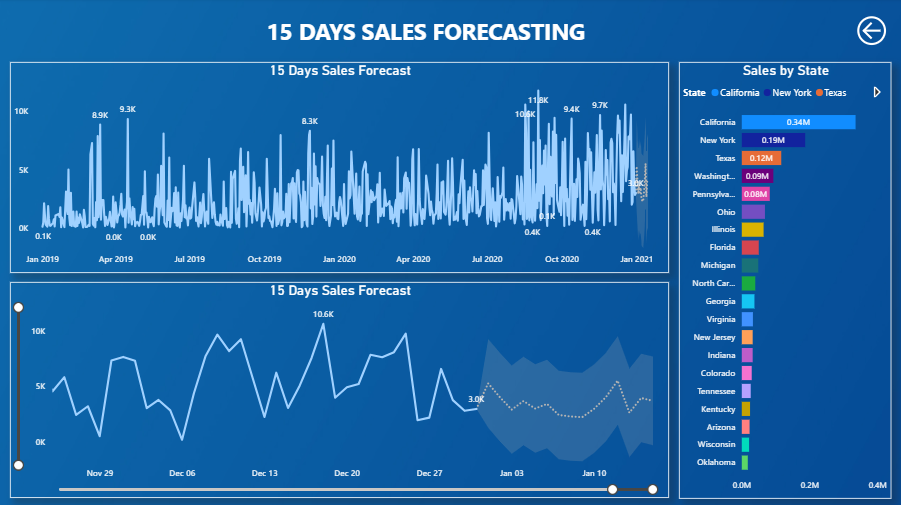 15 DAYS SALES FORECASTING
15 Days Sales Forecast
10K
5K
0K
0.1K
8.9K
0.0K
9.3K
0.0K
8.3K
10.6K
11.8K
0.4K
0.1K
9.4K
0.4K
9.7K
3.0K
Jan 2019 Apr 2019 Jul 2019 Oct 2019 Jan 2020 Apr 2020 Jul 2020 Oct 2020 Jan 2021
15 Days Sales Forecast
10K
5K
0K
10.6K
3.0K
Nov 29 Dec 06 Dec 13 Dec 20 Dec 27 Jan 03 Jan 10
Sales by State
State California New York Texas
California 0.34M
New York 0.19M
Texas 0.12M
Washingt... 0.09M
Pennsylva... 0.08M
Ohio
Illinois
Florida
Michigan
North Car...
Georgia
Virginia
New Jersey
Indiana
Colorado
Tennessee
Kentucky
Arizona
Wisconsin
Oklahoma
0.0M 0.2M 0.4M